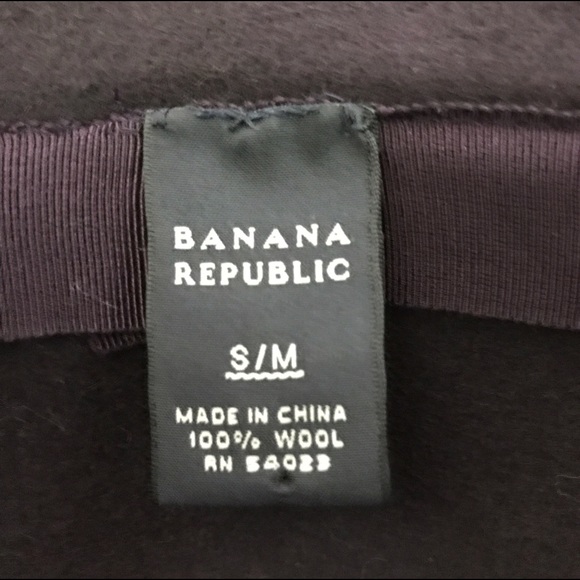 BANANA
REPUBLIC
S/M
MADE IN CHINA
100% WOOL
RN 54023